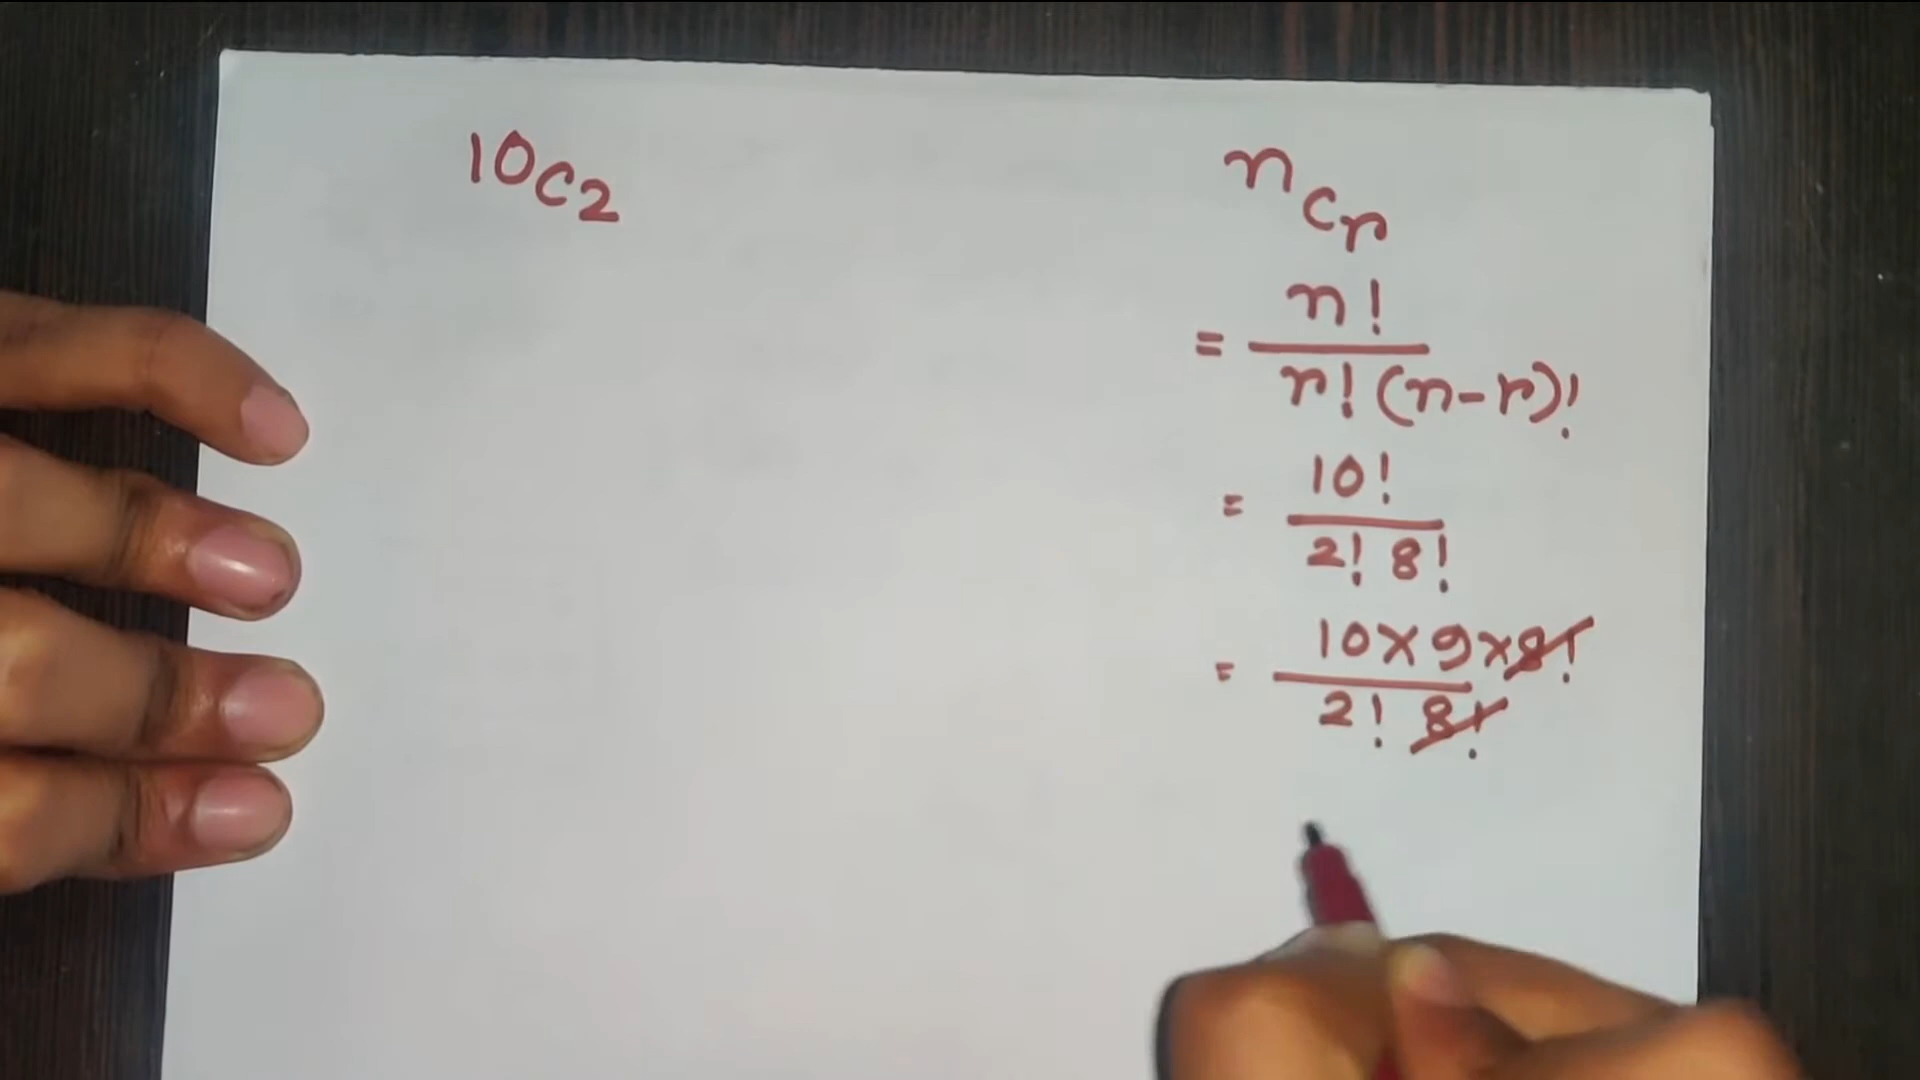 10C2
nCr
= n! / r!(n-r)!
= 10! / 2! 8!
= 10×9×8! / 2! 8!